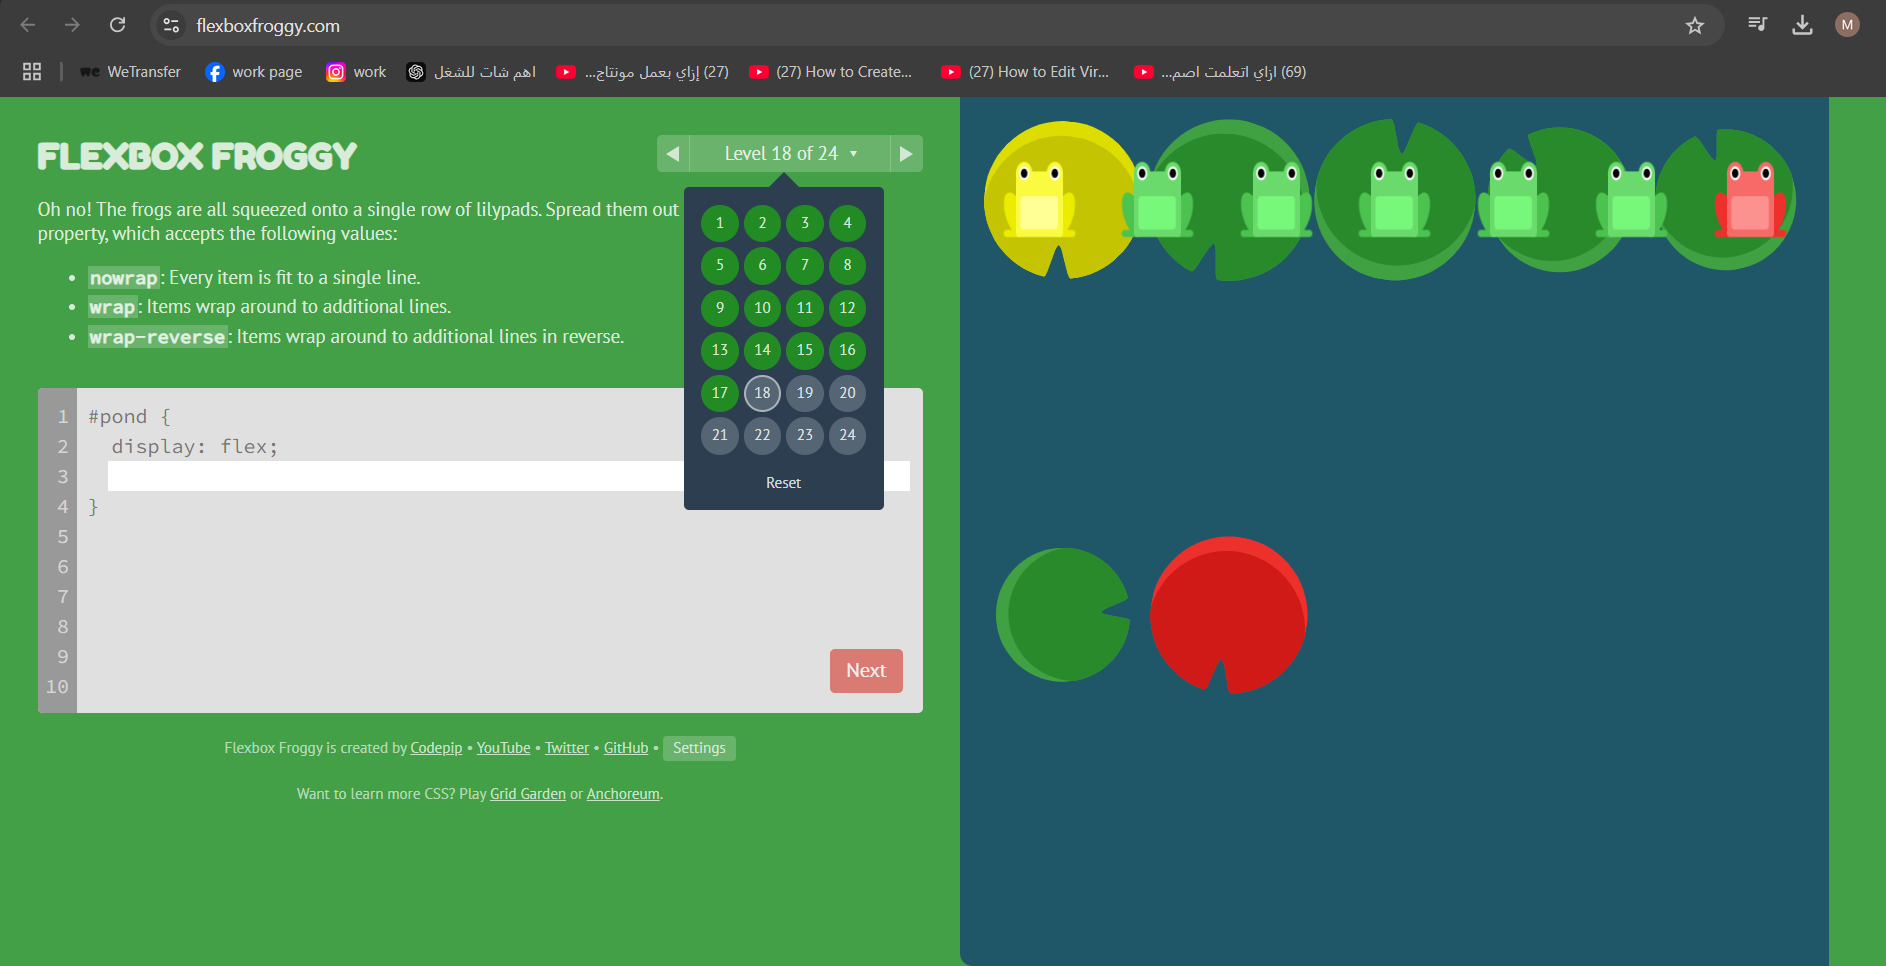 flexboxfroggy.com
M
WeTransfer
work page
work
اهم شات للشغل
(27) إزاي بعمل مونتاج...
(27) How to Create...
(27) How to Edit Vir...
(69) ازاي اتعلمت اصم...
FLEXBOX FROGGY
Level 18 of 24
Oh no! The frogs are all squeezed onto a single row of lilypads. Spread them out
property, which accepts the following values:
nowrap: Every item is fit to a single line.
wrap: Items wrap around to additional lines.
wrap-reverse: Items wrap around to additional lines in reverse.
1 2 3 4
5 6 7 8
9 10 11 12
13 14 15 16
17 18 19 20
21 22 23 24
Reset
1 #pond {
2 display: flex;
3
4 }
5
6
7
8
9
10
Next
Flexbox Froggy is created by Codepip • YouTube • Twitter • GitHub • Settings
Want to learn more CSS? Play Grid Garden or Anchoreum.